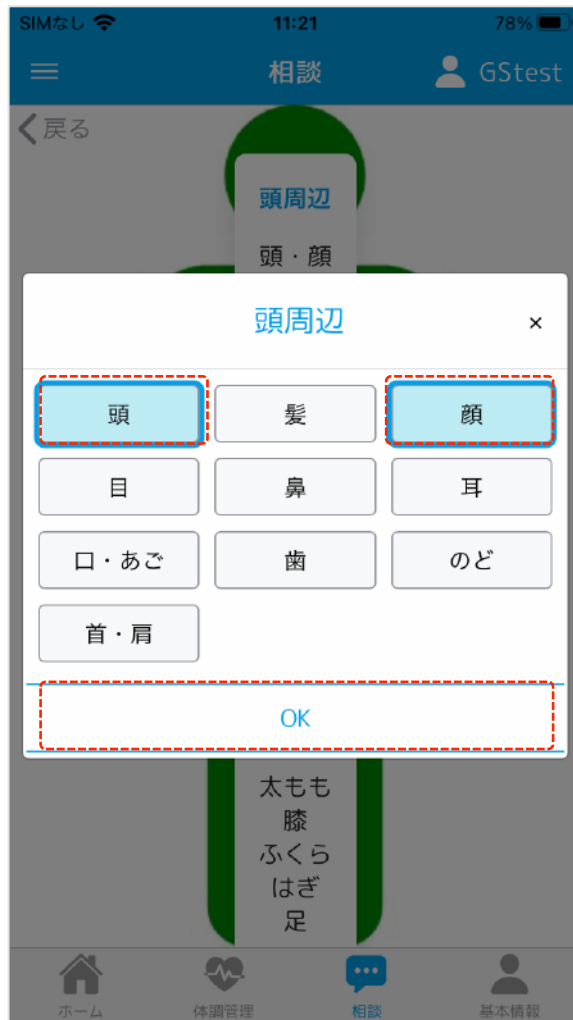 SIMなし 11:21 78%
相談 GStest
戻る
頭周辺
頭・顔
頭周辺 ×
頭 髪 顔
目 鼻 耳
口・あご 歯 のど
首・肩
OK
太もも
膝
ふくら
はぎ
足
ホーム 体調管理 相談 基本情報